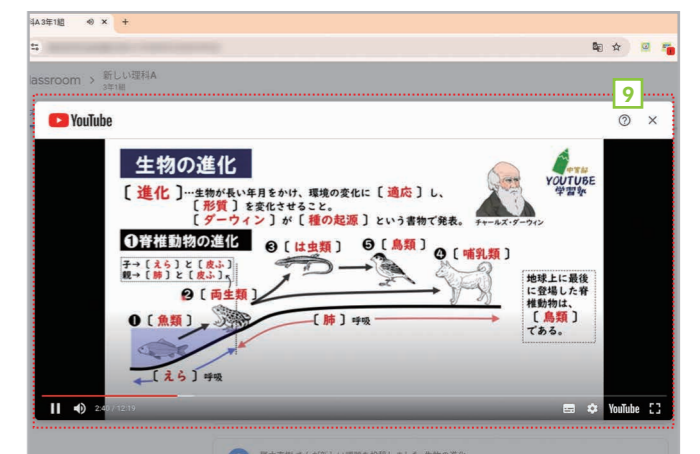 科A3年1組
assroom > 新しい理科A
3年1組
9
YouTube
生物の進化
中学社
YOUTUBE
学習塾
[ 進化 ]…生物が長い年月をかけ、環境の変化に [ 適応 ] し、
[ 形質 ] を変化させること。
[ ダーウィン ] が [ 種の起源 ] という書物で発表。
チャールズ・ダーウィン
❶脊椎動物の進化
子→ [ えら ] と [ 皮ふ ]
親→ [ 肺 ] と [ 皮ふ ]
❸ [ は虫類 ]
❺ [ 鳥類 ]
❹ [ 哺乳類 ]
❷ [ 両生類 ]
❶ [ 魚類 ]
[ 肺 ] 呼吸
[ えら ] 呼吸
地球上に最後
に登場した脊
椎動物は、
[ 鳥類 ]
である。
2:40 / 12:19
YouTube